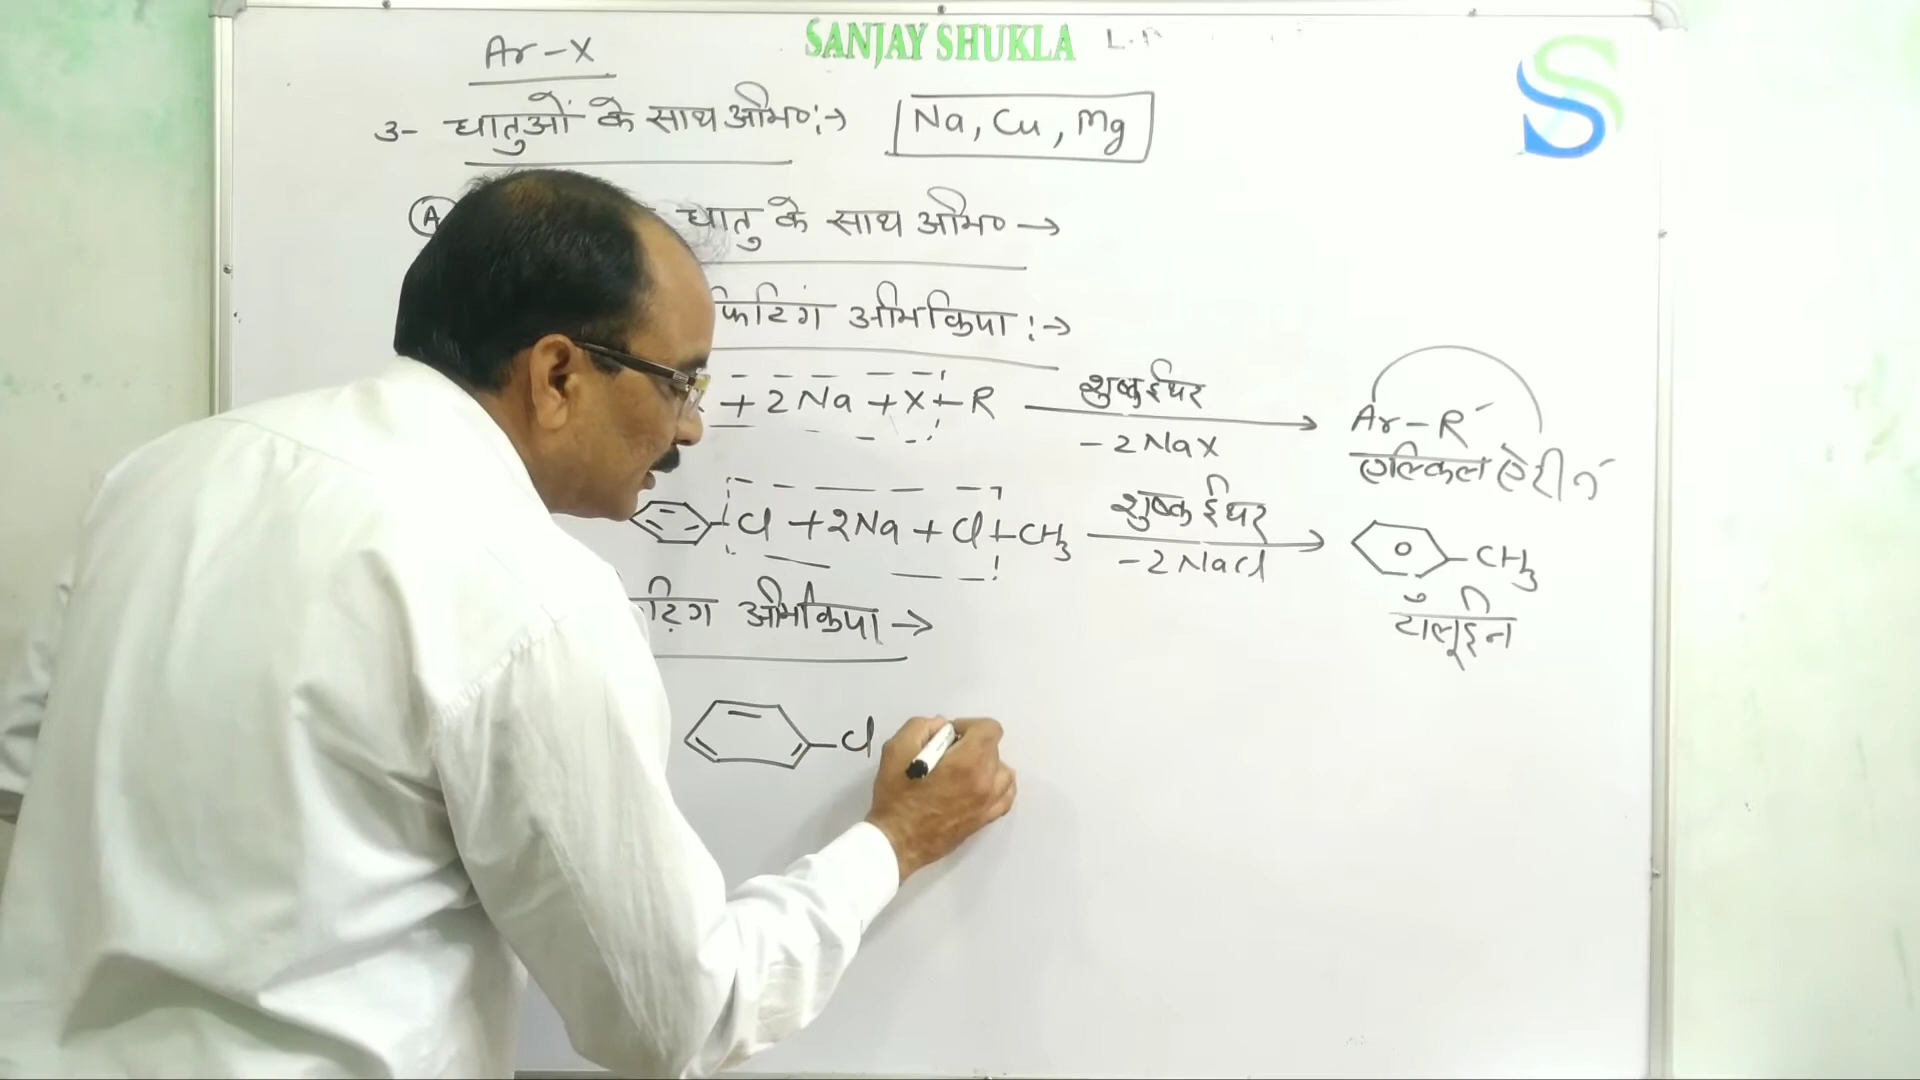 SANJAY SHUKLA
Ar-X
3- धातुओं के साथ अभि०:→ Na, Cu, Mg
A धातु के साथ अभि० →
फिटिंग अभिक्रिया :→
+ 2Na + X + R शुष्क ईथर -2NaX Ar-R
एल्किल ऐरीन
Cl + 2Na + Cl + CH3 शुष्क ईथर -2NaCl CH3
टॉलूईन
टिग अभिक्रिया →
Cl